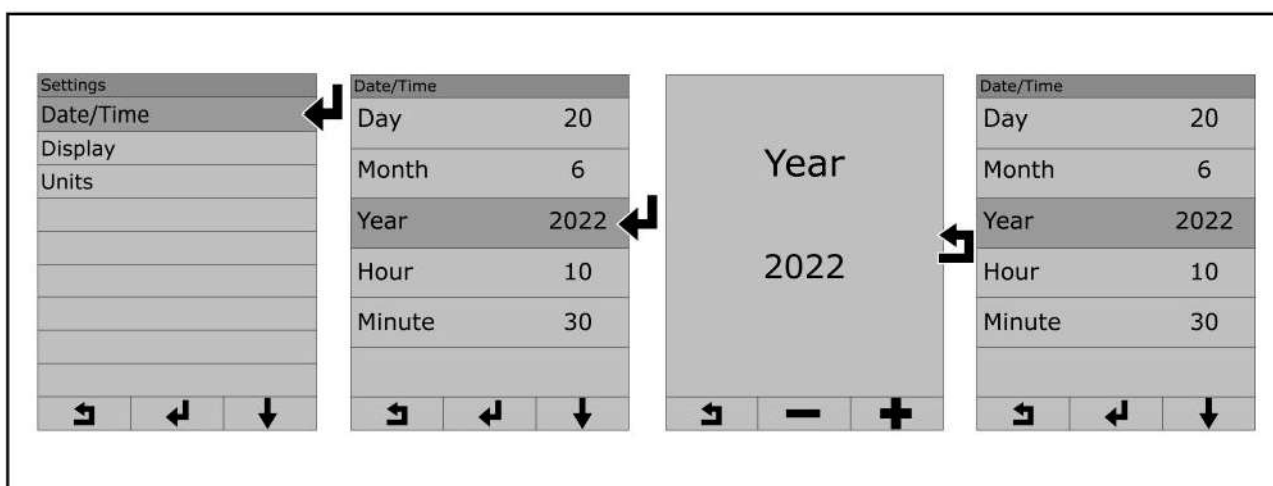 Settings
Date/Time
Display
Units
Date/Time
Day 20
Month 6
Year 2022
Hour 10
Minute 30
Year
2022
Date/Time
Day 20
Month 6
Year 2022
Hour 10
Minute 30